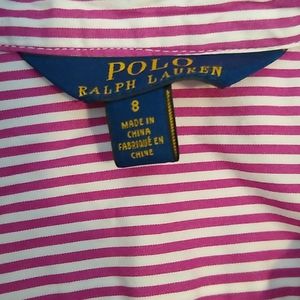 POLO
RALPH LAUREN
8
MADE IN
CHINA
FABRIQUÉ EN
CHINE